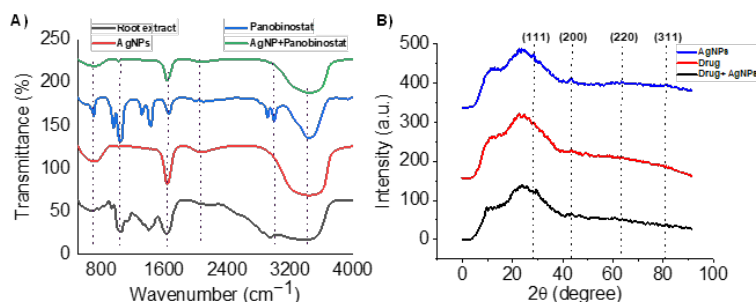 A)
Root extract
Panobinostat
AgNPs
AgNP+Panobinostat
Transmittance (%)
250
200
150
100
50
0
800
1600
2400
3200
4000
Wavenumber (cm⁻¹)
B)
(111)
(200)
(220)
(311)
AgNPs
Drug
Drug+ AgNPs
Intensity (a.u.)
500
400
300
200
100
0
0
20
40
60
80
100
2θ (degree)